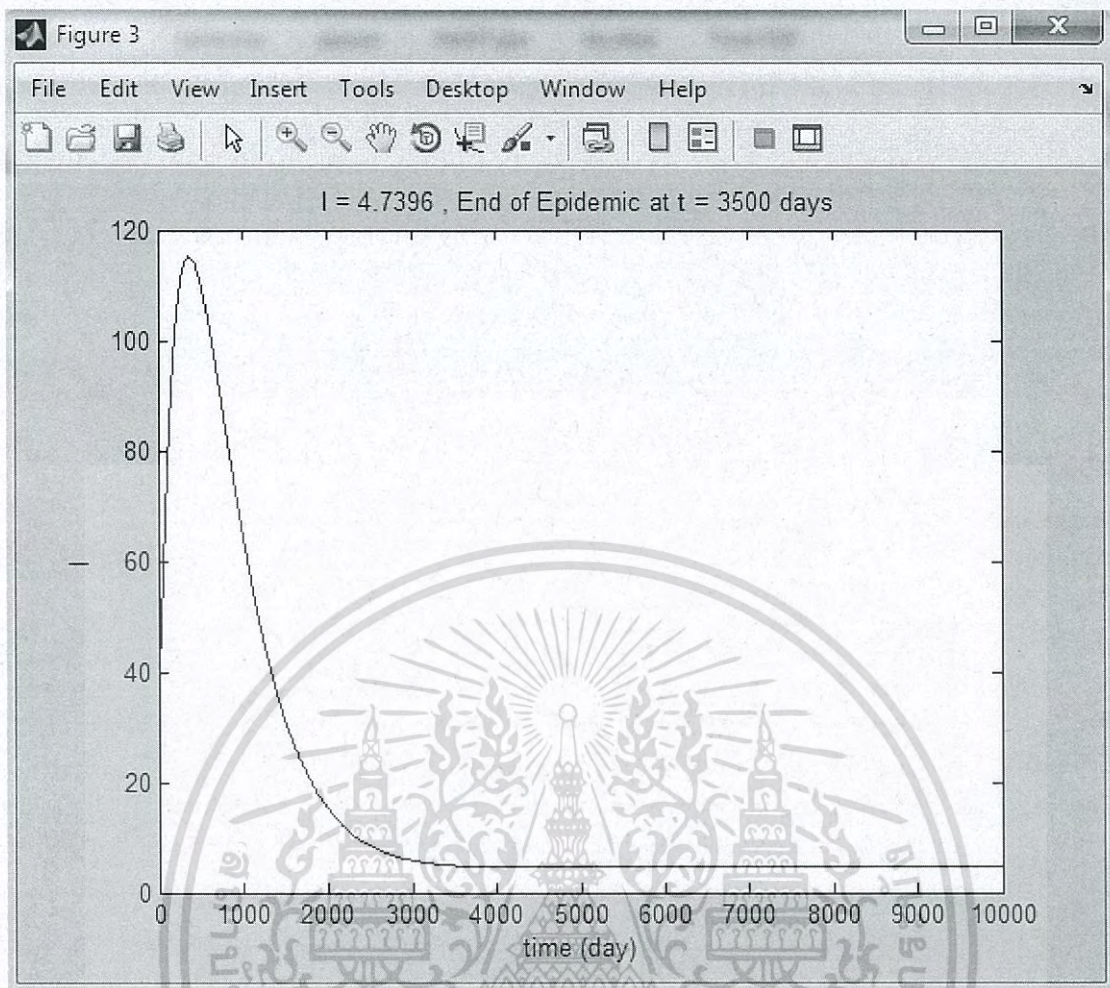 Figure 3
File Edit View Insert Tools Desktop Window Help
I = 4.7396 , End of Epidemic at t = 3500 days
120
100
80
60
40
20
0
I
0 1000 2000 3000 4000 5000 6000 7000 8000 9000 10000
time (day)